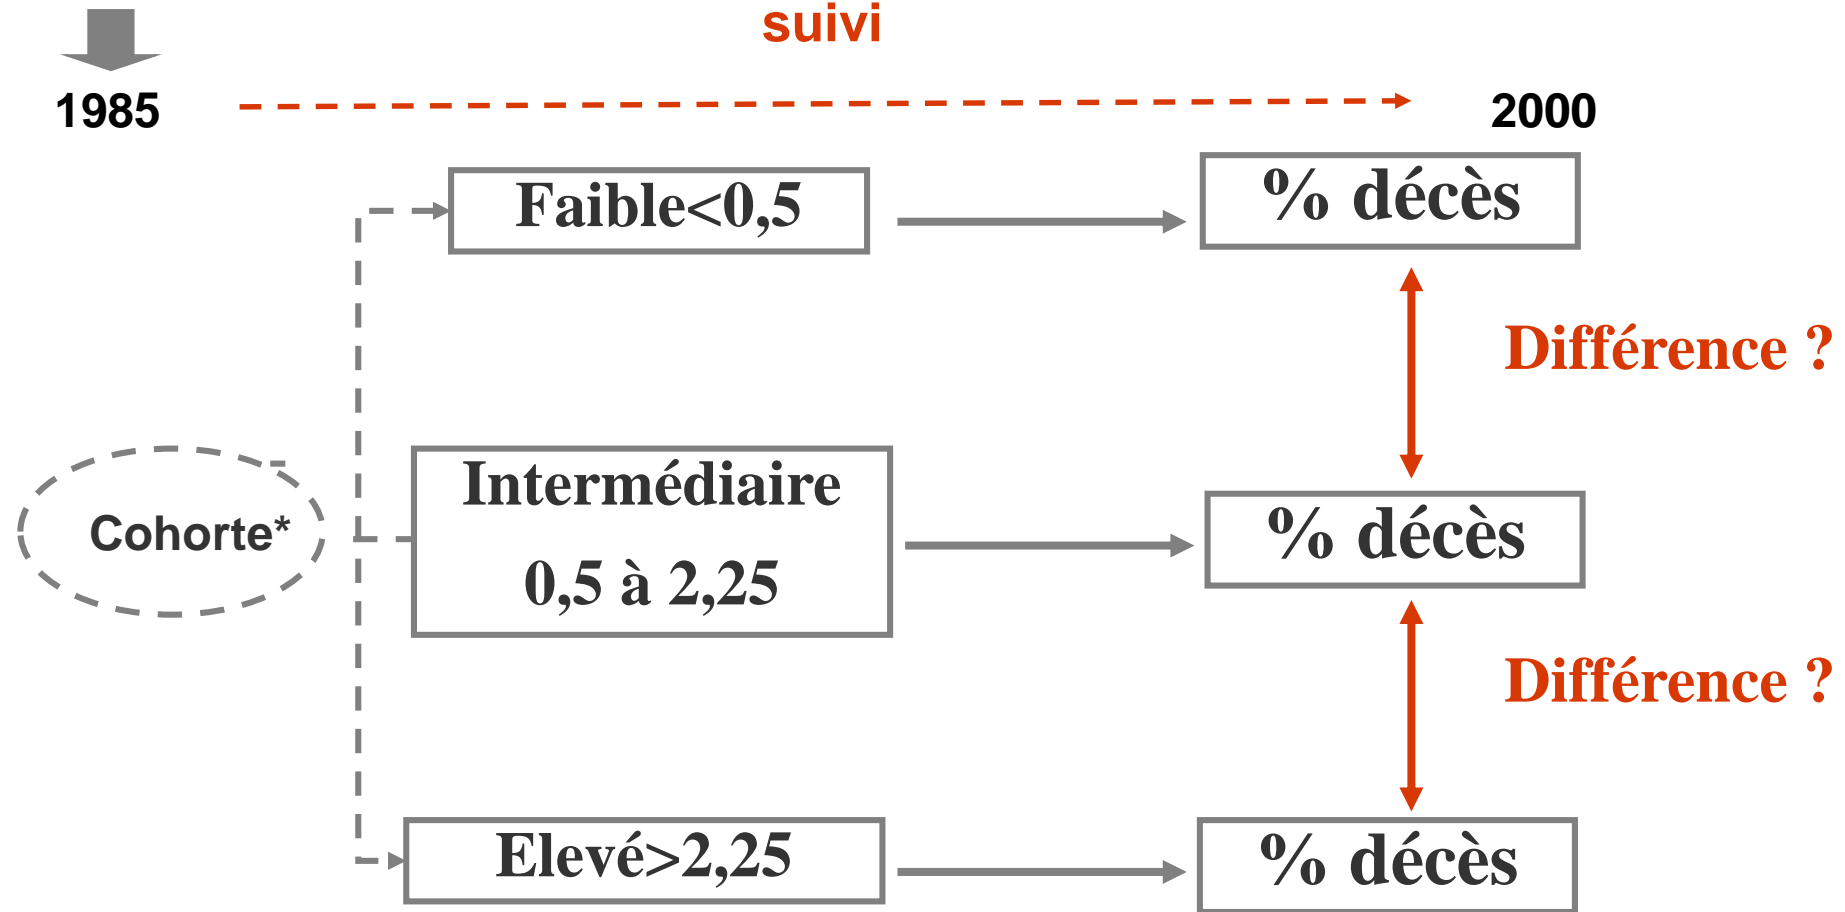 suivi
1985
2000
Faible<0,5
% décès
Différence ?
Cohorte*
Intermédiaire
0,5 à 2,25
% décès
Différence ?
Elevé>2,25
% décès